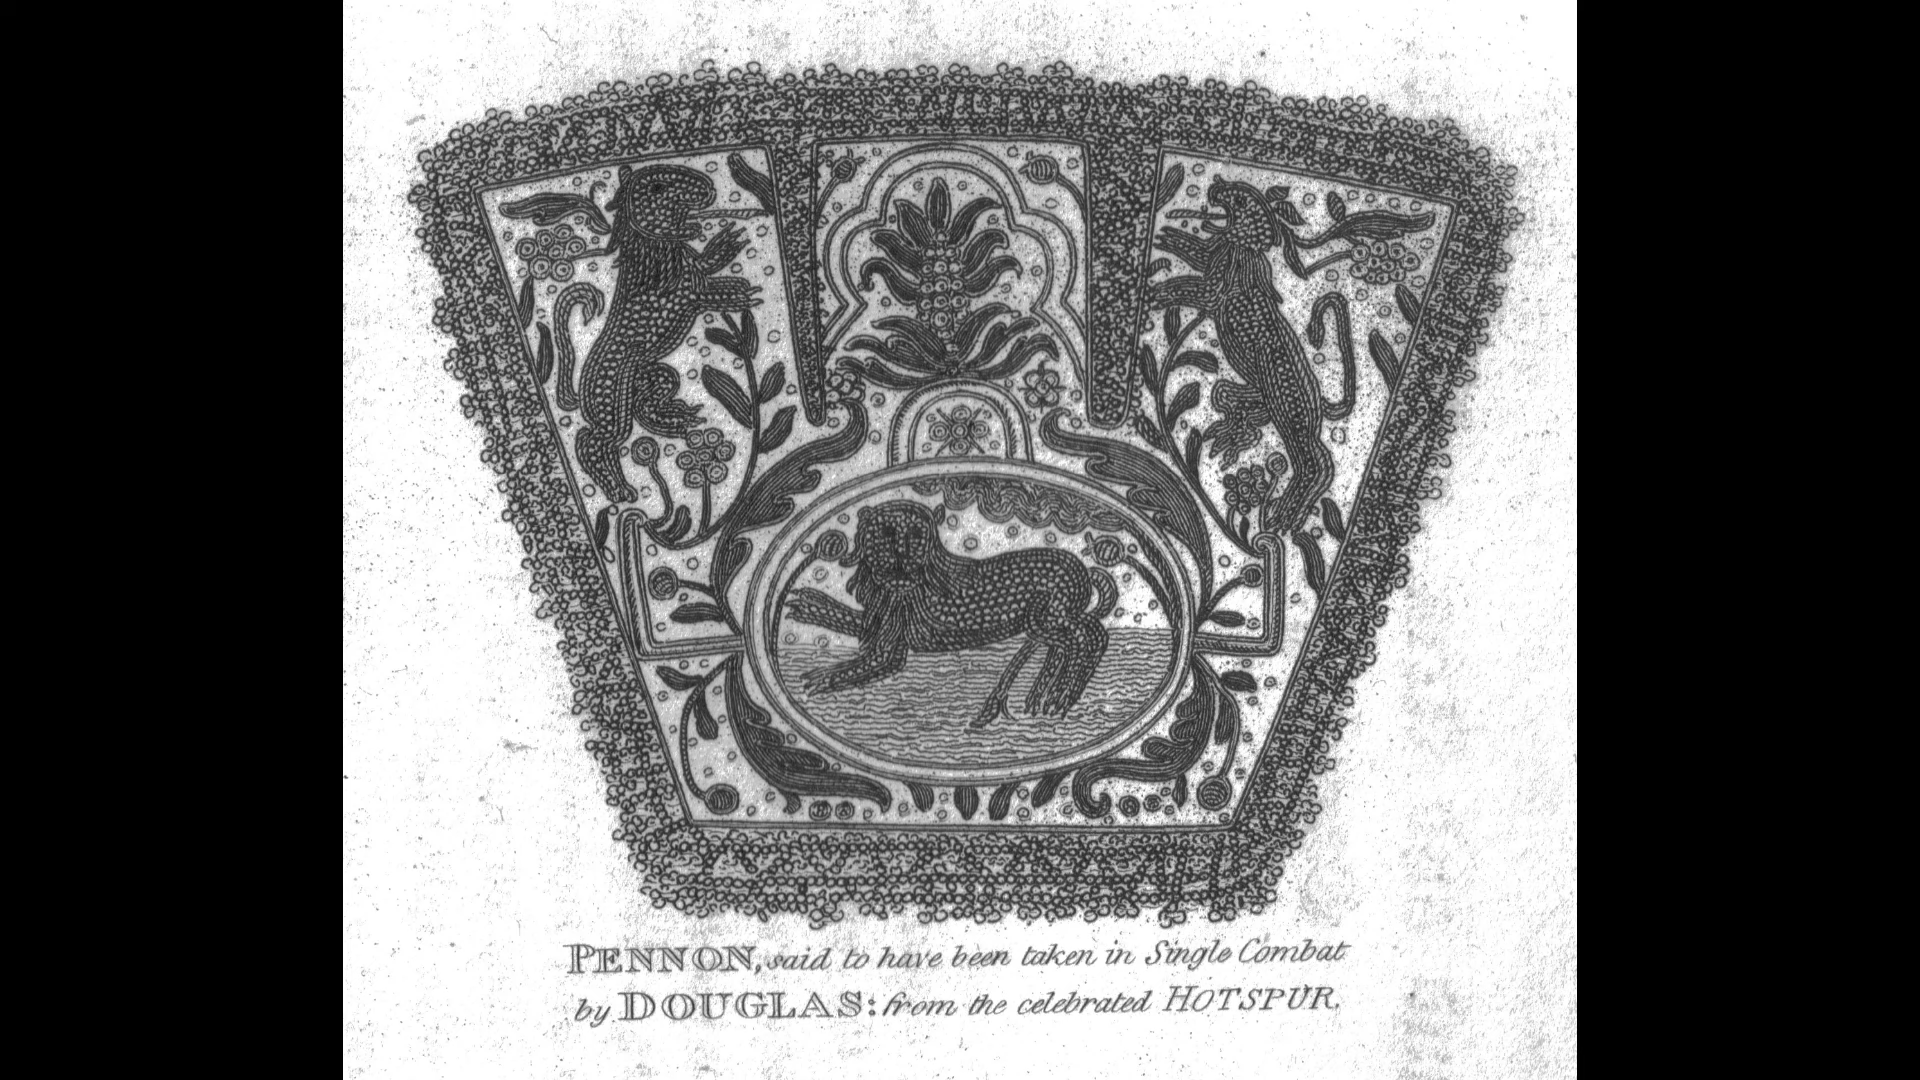 PENNON, said to have been taken in Single Combat
by DOUGLAS: from the celebrated HOTSPUR.